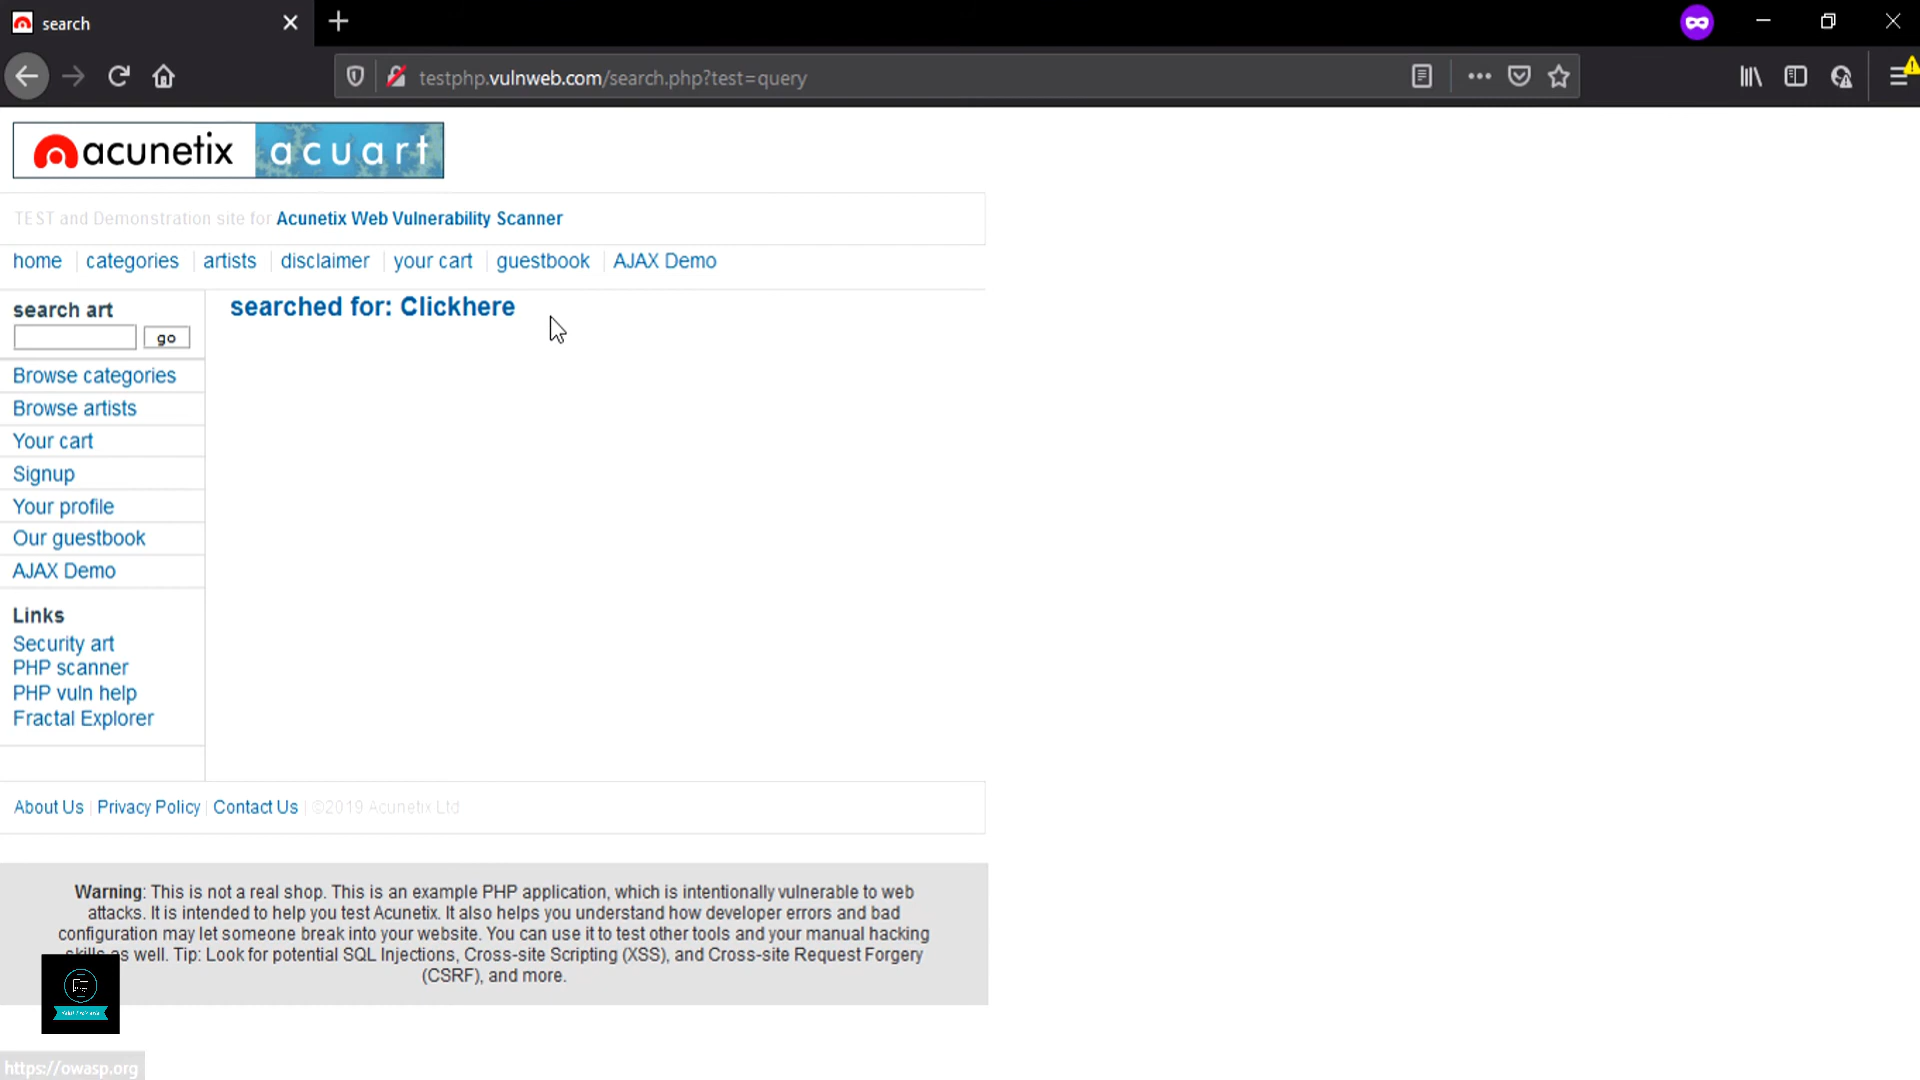 search
testphp.vulnweb.com/search.php?test=query
acunetix acuart
TEST and Demonstration site for Acunetix Web Vulnerability Scanner
home categories artists disclaimer your cart guestbook AJAX Demo
search art
go
searched for: Clickhere
Browse categories
Browse artists
Your cart
Signup
Your profile
Our guestbook
AJAX Demo
Links
Security art
PHP scanner
PHP vuln help
Fractal Explorer
About Us | Privacy Policy | Contact Us | ©2019 Acunetix Ltd
Warning: This is not a real shop. This is an example PHP application, which is intentionally vulnerable to web
attacks. It is intended to help you test Acunetix. It also helps you understand how developer errors and bad
configuration may let someone break into your website. You can use it to test other tools and your manual hacking
skills as well. Tip: Look for potential SQL Injections, Cross-site Scripting (XSS), and Cross-site Request Forgery
(CSRF), and more.
https://owasp.org